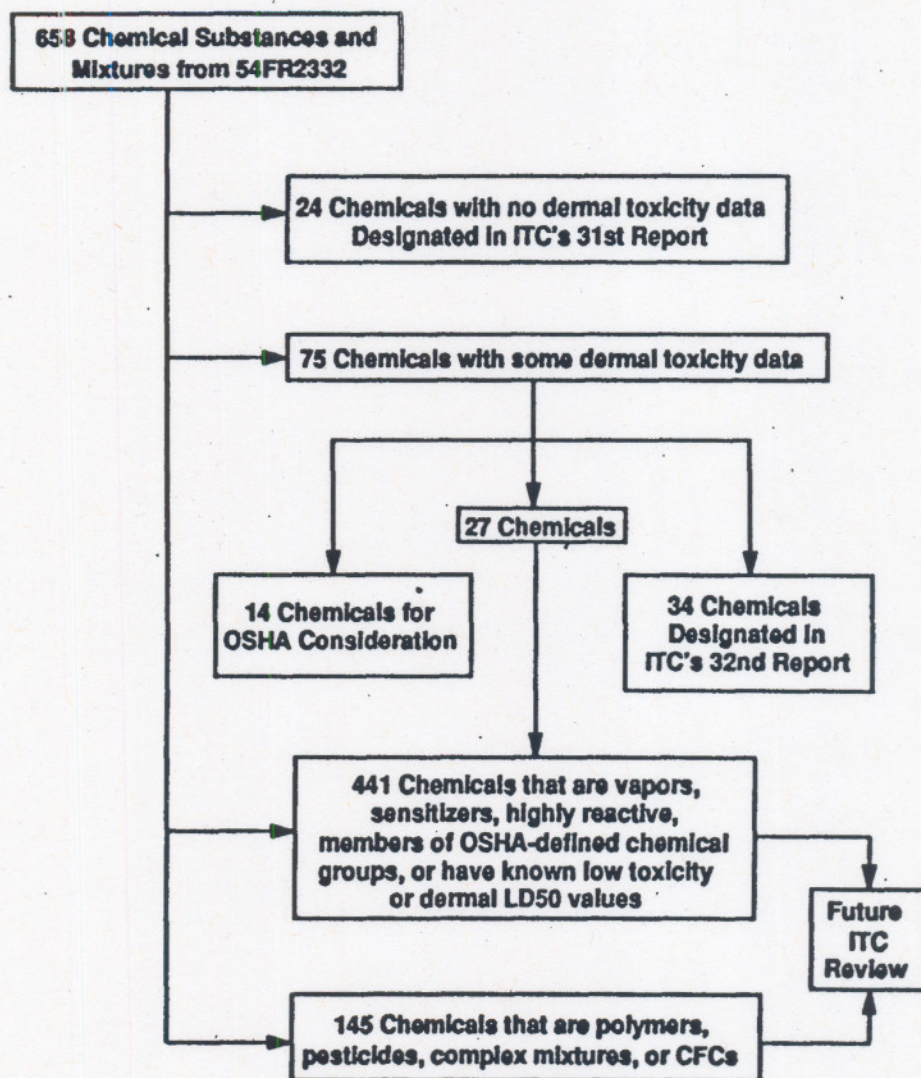 658 Chemical Substances and
Mixtures from 54FR2332
24 Chemicals with no dermal toxicity data
Designated in ITC's 31st Report
75 Chemicals with some dermal toxicity data
27 Chemicals
14 Chemicals for
OSHA Consideration
34 Chemicals
Designated in
ITC's 32nd Report
441 Chemicals that are vapors,
sensitizers, highly reactive,
members of OSHA-defined chemical
groups, or have known low toxicity
or dermal LD50 values
Future
ITC
Review
145 Chemicals that are polymers,
pesticides, complex mixtures, or CFCs